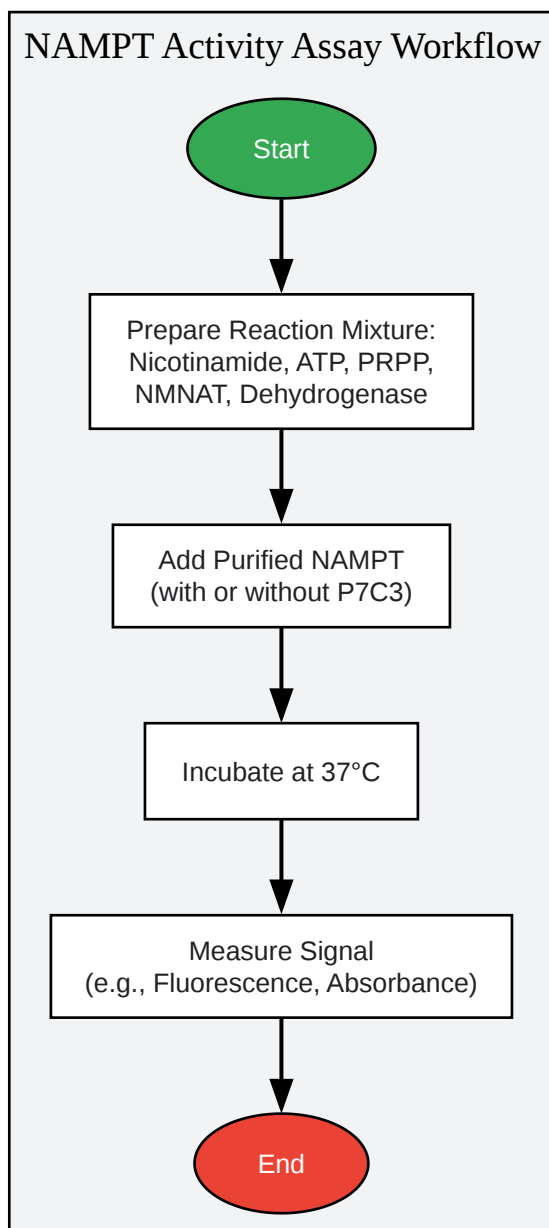 NAMPT Activity Assay Workflow
Start
Prepare Reaction Mixture:
Nicotinamide, ATP, PRPP,
NMNAT, Dehydrogenase
Add Purified NAMPT
(with or without P7C3)
Incubate at 37°C
Measure Signal
(e.g., Fluorescence, Absorbance)
End